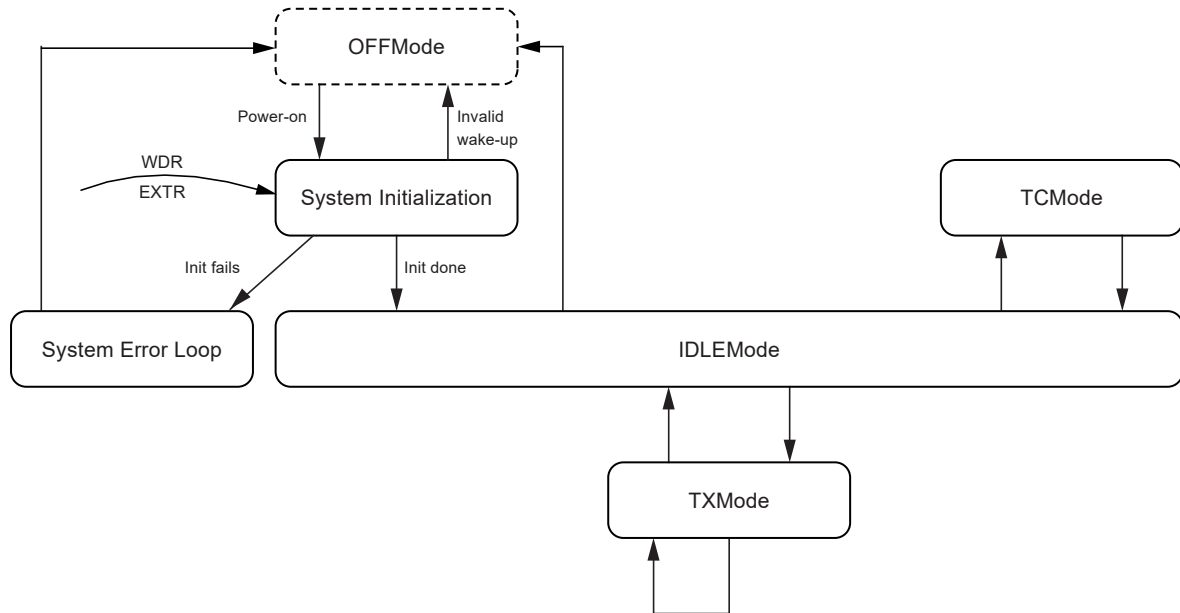 OFFMode
Power-on
Invalid
wake-up
WDR
EXTR
System Initialization
TCMode
Init fails
Init done
System Error Loop
IDLEMode
TXMode